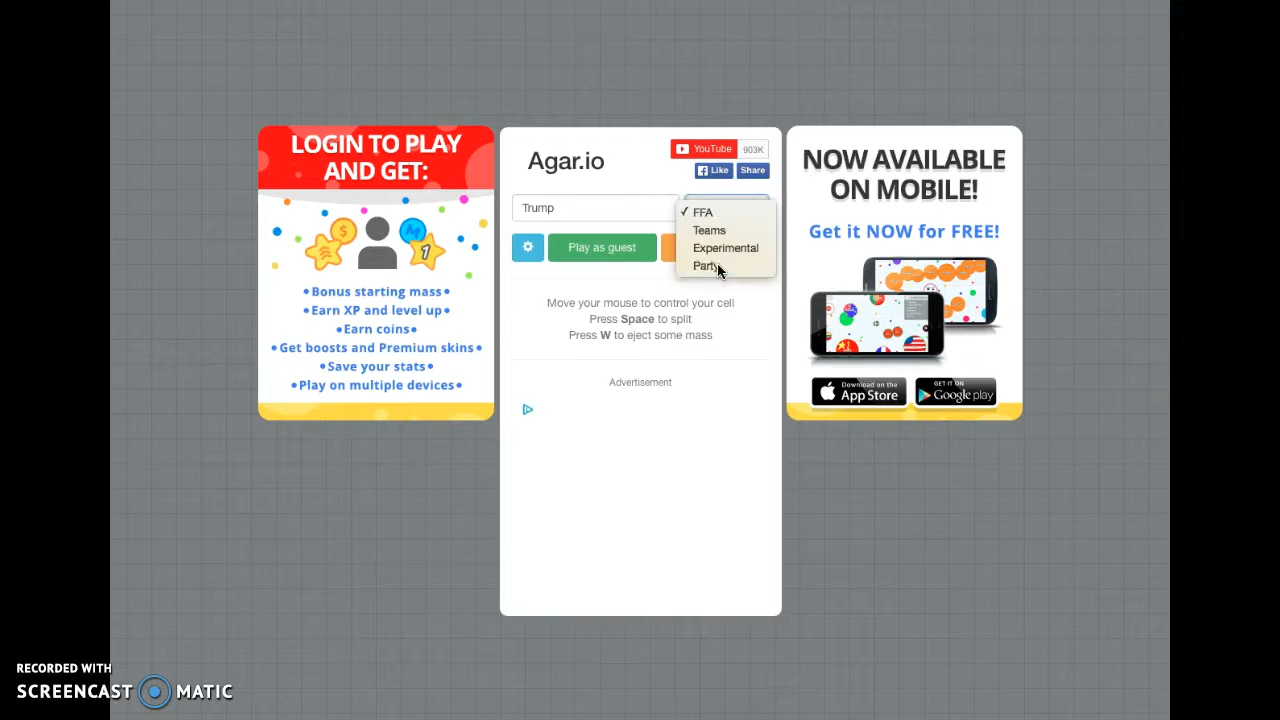 LOGIN TO PLAY
AND GET:
$
M
1
•Bonus starting mass•
•Earn XP and level up•
•Earn coins•
•Get boosts and Premium skins•
•Save your stats•
•Play on multiple devices•
Agar.io
YouTube 903K
Like Share
Trump
✓ FFA
Teams
Experimental
Party
Play as guest
Move your mouse to control your cell
Press Space to split
Press W to eject some mass
Advertisement
NOW AVAILABLE
ON MOBILE!
Get it NOW for FREE!
Download on the
App Store
GET IT ON
Google play
RECORDED WITH
SCREENCAST MATIC